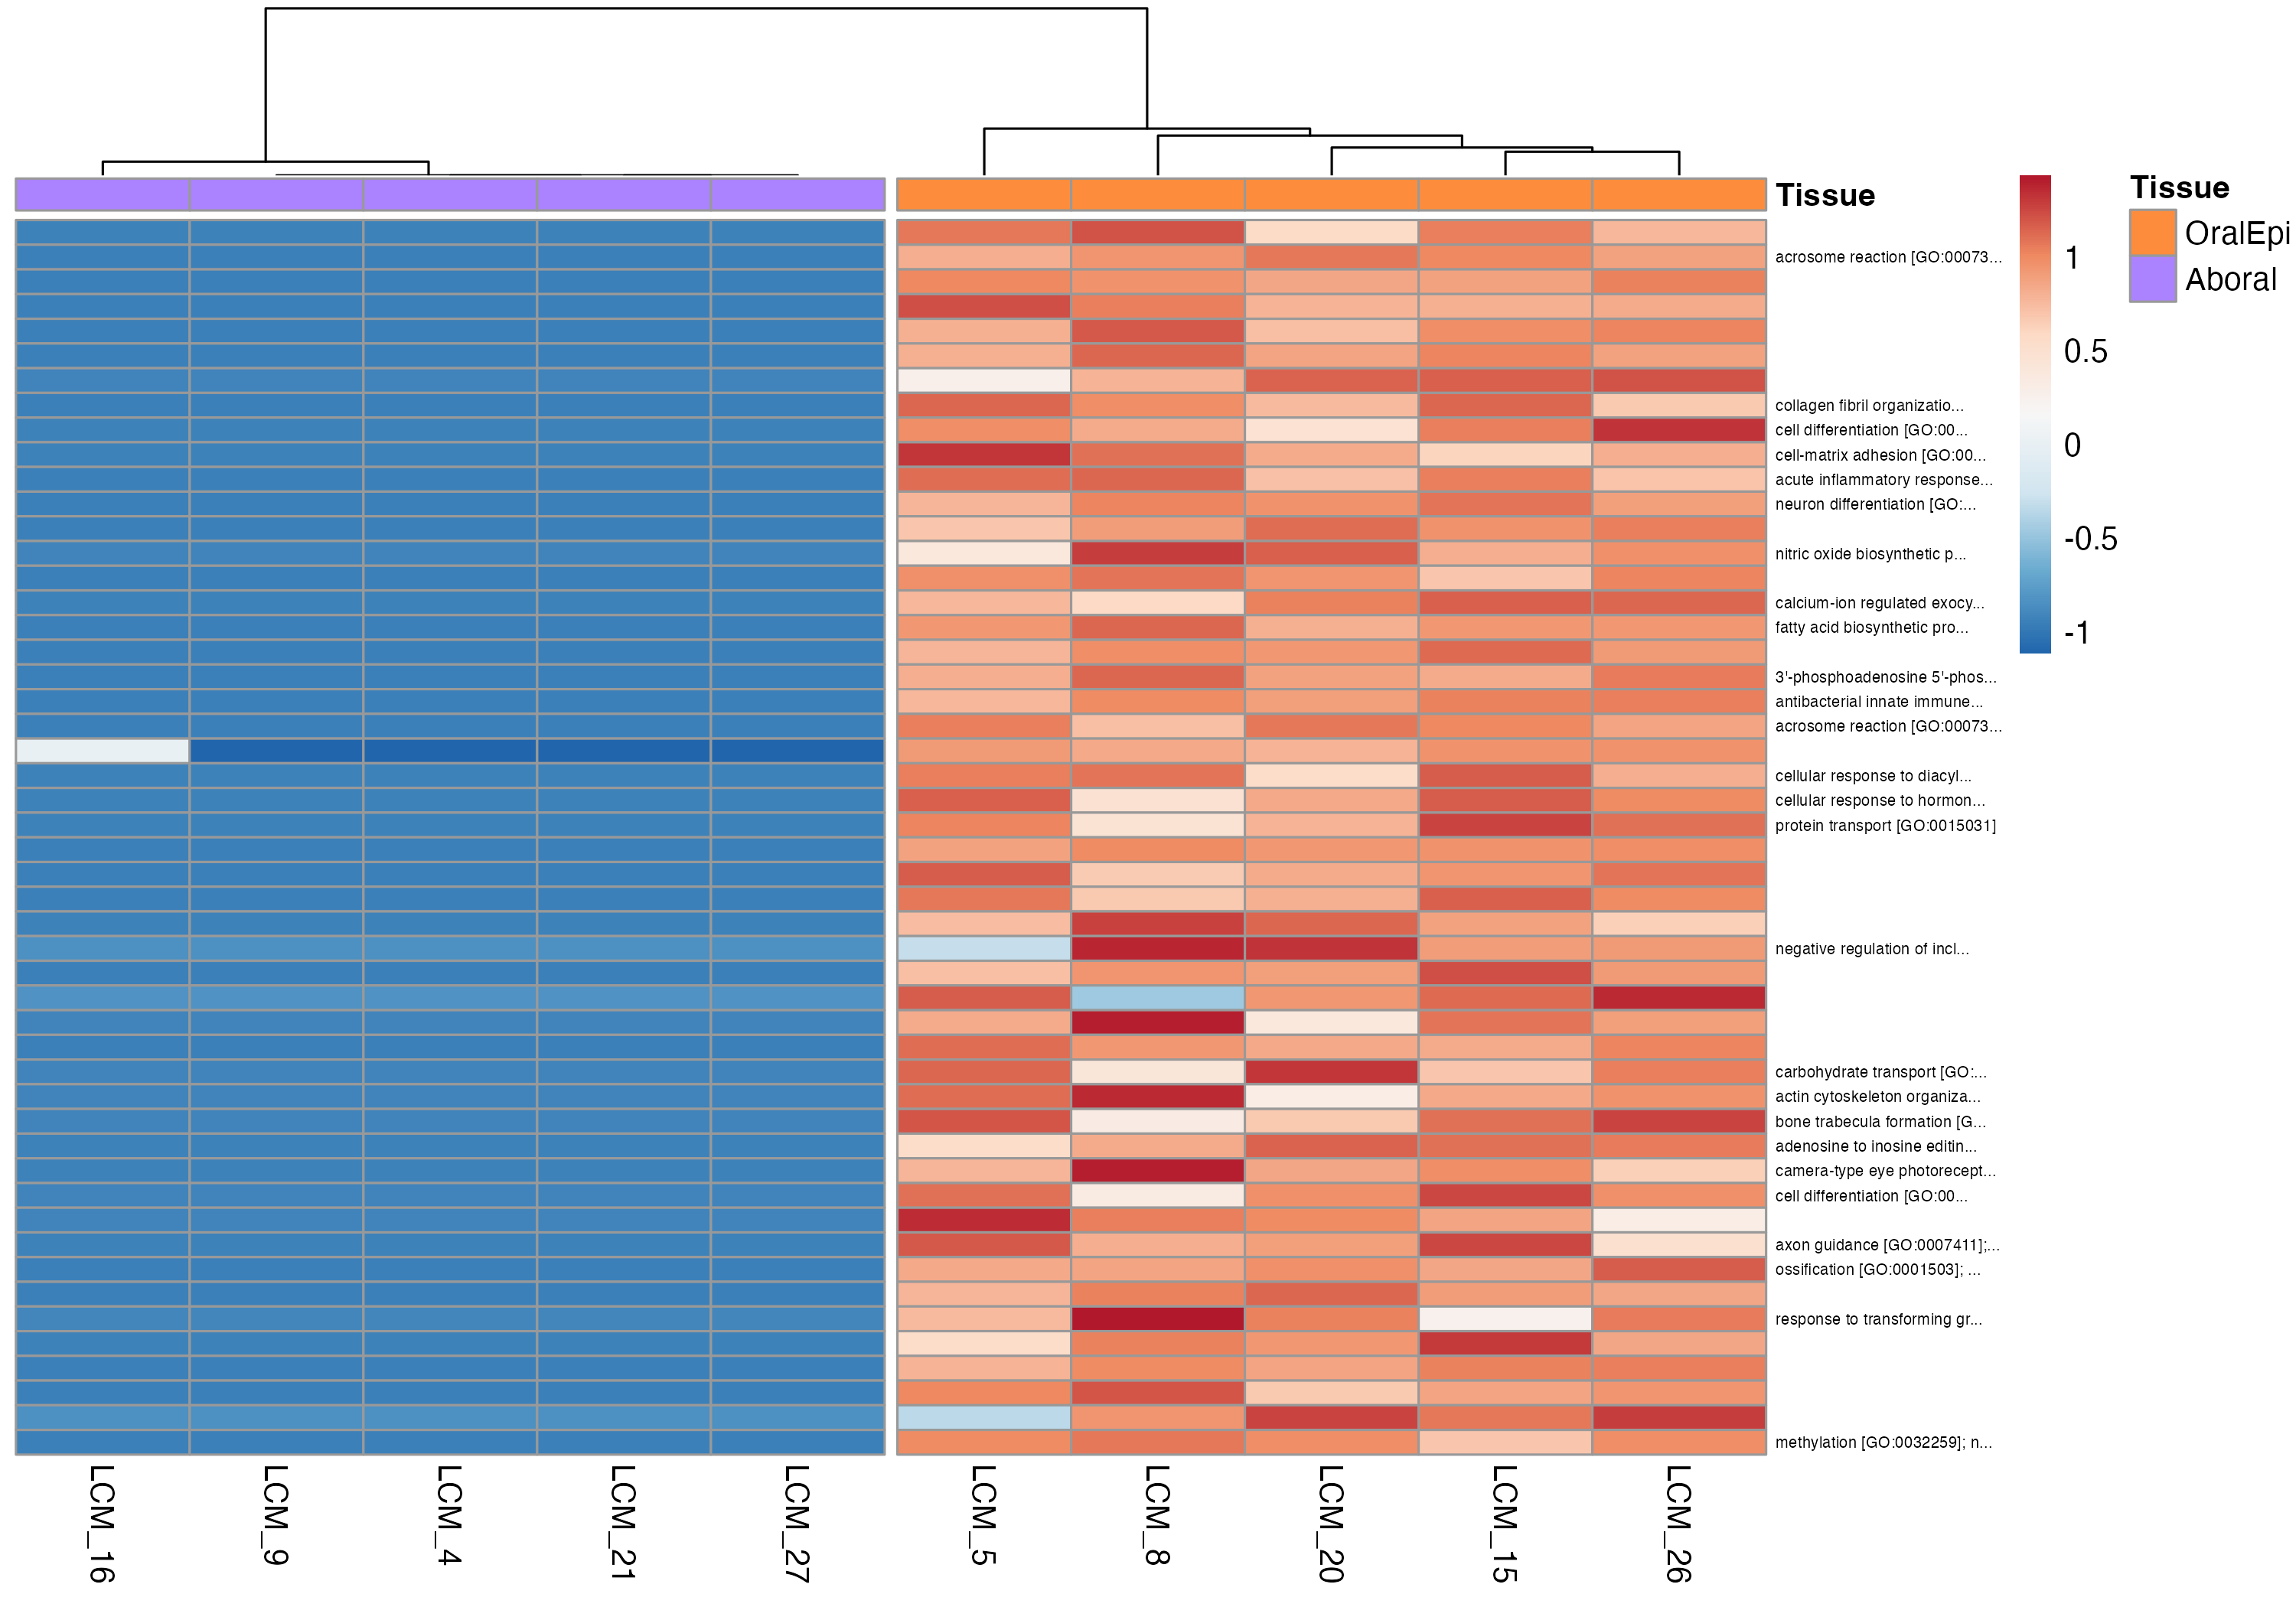 Tissue
acrosome reaction [GO:00073...
collagen fibril organizatio...
cell differentiation [GO:00...
cell-matrix adhesion [GO:00...
acute inflammatory response...
neuron differentiation [GO:...
nitric oxide biosynthetic p...
calcium-ion regulated exocy...
fatty acid biosynthetic pro...
3'-phosphoadenosine 5'-phos...
antibacterial innate immune...
acrosome reaction [GO:00073...
cellular response to diacyl...
cellular response to hormon...
protein transport [GO:0015031]
negative regulation of incl...
carbohydrate transport [GO:...
actin cytoskeleton organiza...
bone trabecula formation [G...
adenosine to inosine editin...
camera-type eye photorecept...
cell differentiation [GO:00...
axon guidance [GO:0007411];...
ossification [GO:0001503]; ...
response to transforming gr...
methylation [GO:0032259]; n...
1
0.5
0
-0.5
-1
Tissue
OralEpi
Aboral
LCM_16
LCM_9
LCM_4
LCM_21
LCM_27
LCM_5
LCM_8
LCM_20
LCM_15
LCM_26